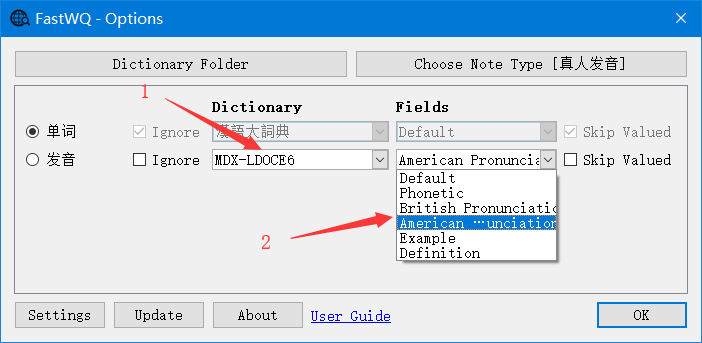 FastWQ - Options
Dictionary Folder
Choose Note Type [真人发音]
1
Dictionary
Fields
单词
Ignore
漢語大詞典
Default
Skip Valued
发音
Ignore
MDX-LDOCE6
American Pronuncia
Skip Valued
Default
Phonetic
British Pronunciatio
American …unciation
Example
Definition
2
Settings
Update
About
User Guide
OK